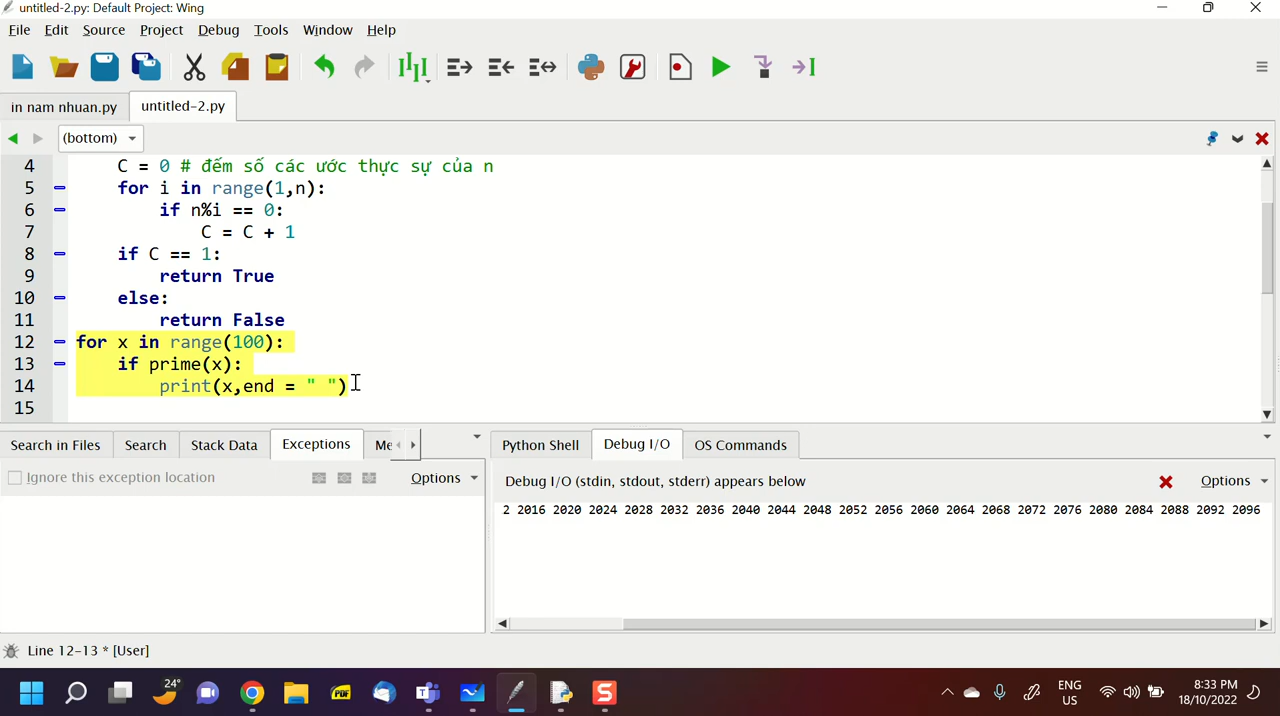 untitled-2.py: Default Project: Wing
File Edit Source Project Debug Tools Window Help
in nam nhuan.py untitled-2.py
(bottom)
4 C = 0 # đếm số các ước thực sự của n
5 for i in range(1,n):
6 if n%i == 0:
7 C = C + 1
8 if C == 1:
9 return True
10 else:
11 return False
12 for x in range(100):
13 if prime(x):
14 print(x,end = " ")
15
Search in Files Search Stack Data Exceptions Me Python Shell Debug I/O OS Commands
Ignore this exception location Options Debug I/O (stdin, stdout, stderr) appears below Options
2 2016 2020 2024 2028 2032 2036 2040 2044 2048 2052 2056 2060 2064 2068 2072 2076 2080 2084 2088 2092 2096
Line 12-13 * [User]
24° PDF S ENG US 8:33 PM 18/10/2022